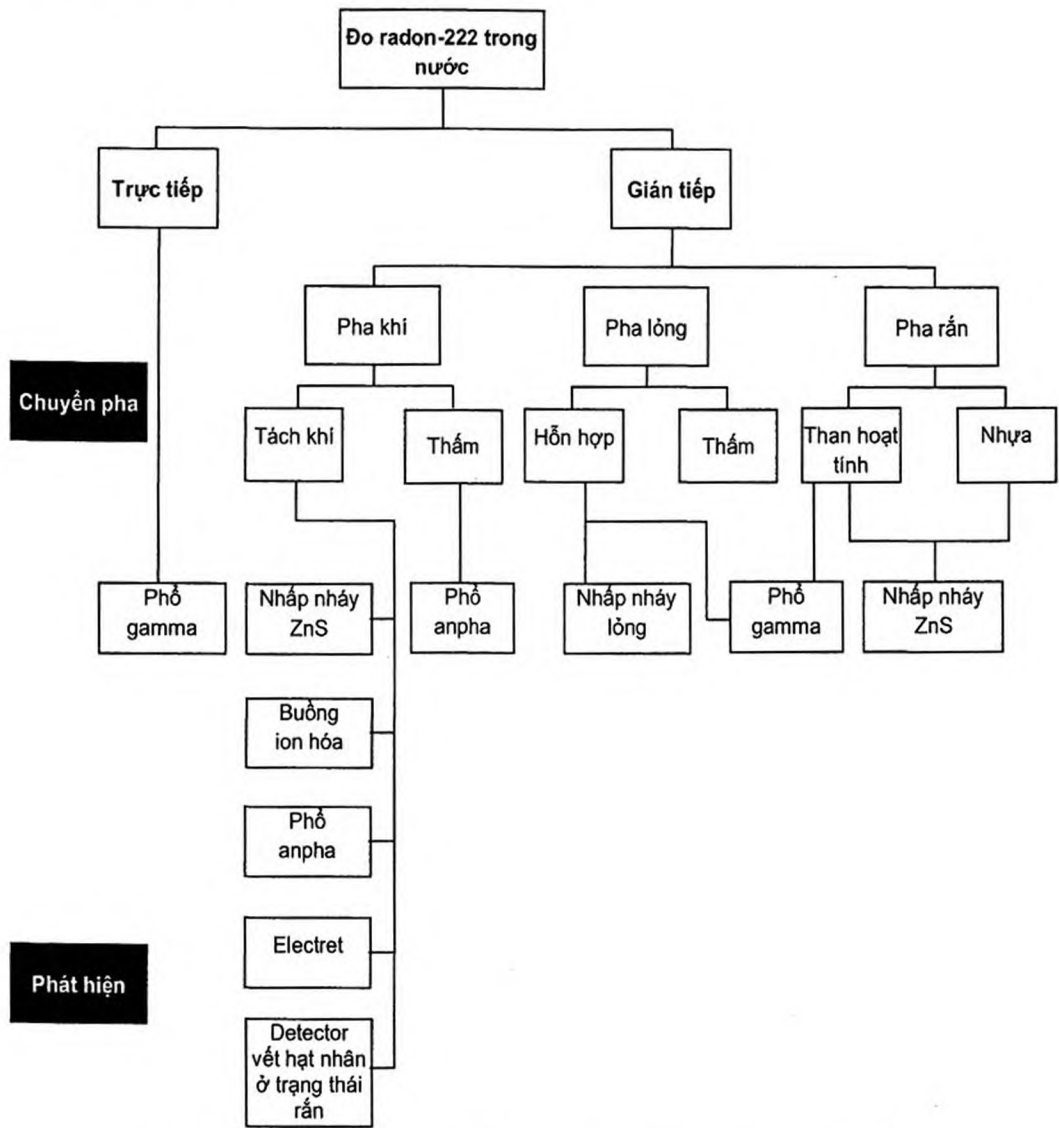 Đo radon-222 trong
nước
Trực tiếp
Gián tiếp
Pha khí
Pha lỏng
Pha rắn
Chuyển pha
Tách khí
Thấm
Hỗn hợp
Thấm
Than hoạt
tính
Nhựa
Phổ
gamma
Nhấp nháy
ZnS
Phổ
anpha
Nhấp nháy
lỏng
Phổ
gamma
Nhấp nháy
ZnS
Buồng
ion hóa
Phổ
anpha
Electret
Phát hiện
Detector
vết hạt nhân
ở trạng thái
rắn